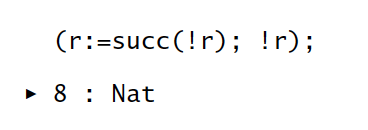 (r:=succ(!r); !r);
▸ 8 : Nat